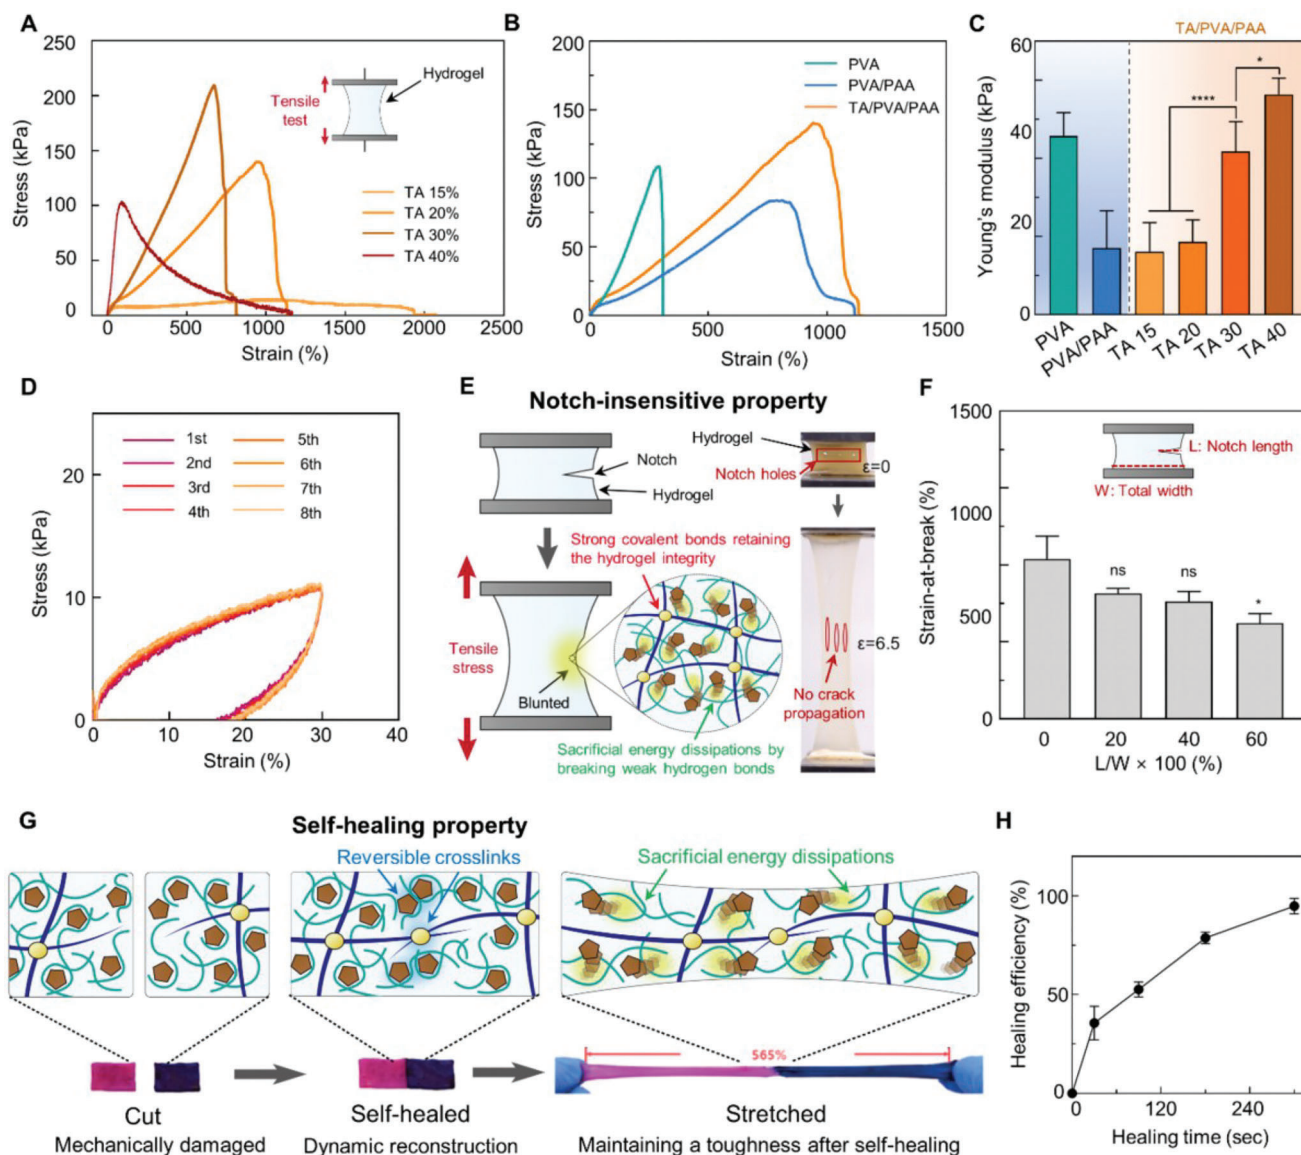 A
250
200
150
100
50
0
Stress (kPa)
Tensile
test
Hydrogel
TA 15%
TA 20%
TA 30%
TA 40%
0
500
1000
1500
2000
2500
Strain (%)
B
200
150
100
50
0
Stress (kPa)
PVA
PVA/PAA
TA/PVA/PAA
0
500
1000
1500
Strain (%)
C
TA/PVA/PAA
60
40
20
0
Young's modulus (kPa)
****
*
PVA
PVA/PAA
TA 15
TA 20
TA 30
TA 40
D
20
10
0
Stress (kPa)
1st
2nd
3rd
4th
5th
6th
7th
8th
0
10
20
30
40
Strain (%)
E
Notch-insensitive property
Notch
Hydrogel
Hydrogel
Notch holes
ε=0
Strong covalent bonds retaining
the hydrogel integrity
Tensile
stress
Blunted
Sacrificial energy dissipations by
breaking weak hydrogen bonds
ε=6.5
No crack
propagation
F
1500
1000
500
0
Strain-at-break (%)
L: Notch length
W: Total width
ns
ns
*
0
20
40
60
L/W × 100 (%)
G
Self-healing property
Reversible crosslinks
Sacrificial energy dissipations
565%
Cut
Mechanically damaged
Self-healed
Dynamic reconstruction
Stretched
Maintaining a toughness after self-healing
H
100
50
0
Healing efficiency (%)
0
120
240
Healing time (sec)